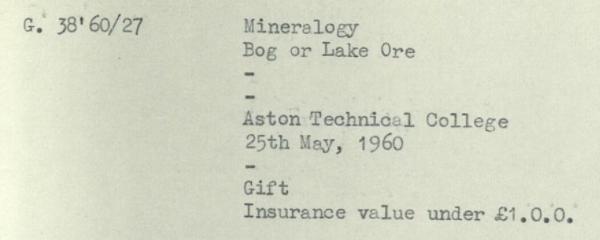 G. 38'60/27 Mineralogy
Bog or Lake Ore
-
-
Aston Technical College
25th May, 1960
-
Gift
Insurance value under £1.0.0.